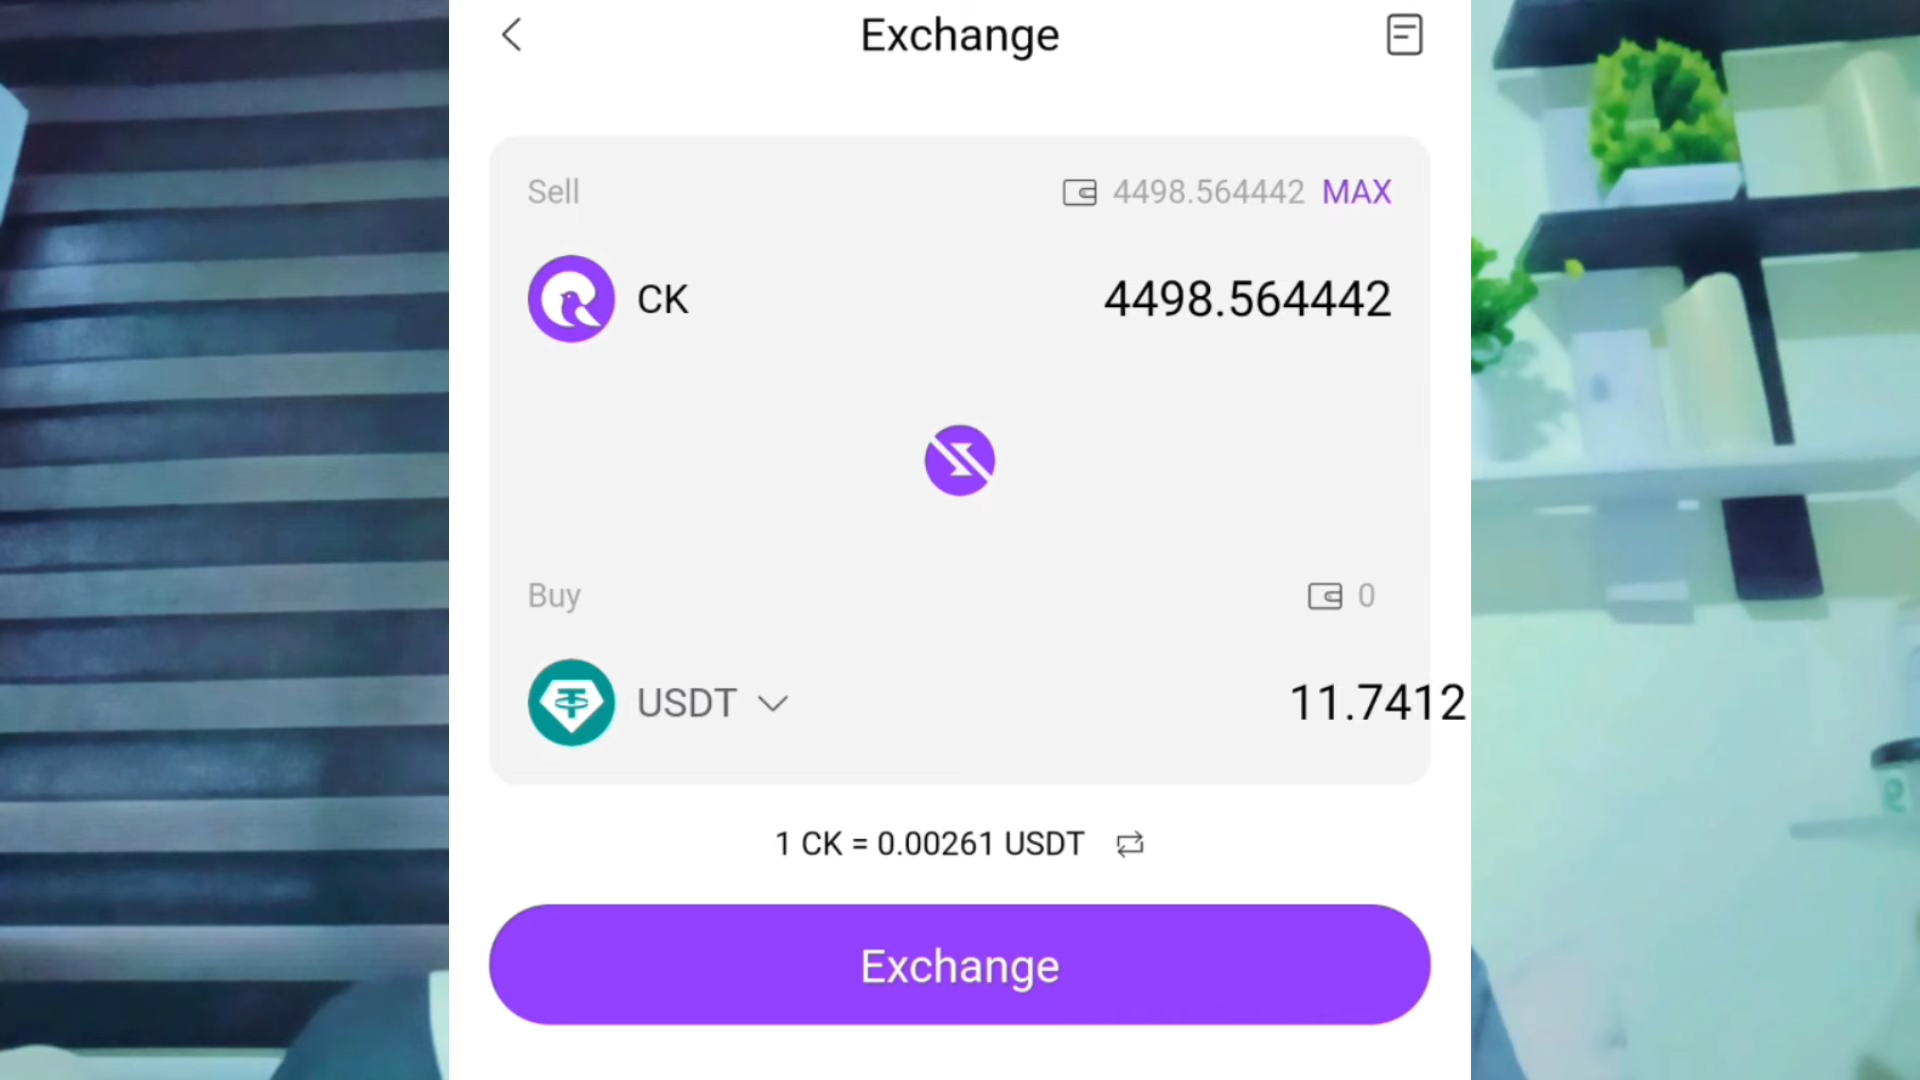 Exchange
Sell
4498.564442 MAX
CK
4498.564442
Buy
0
USDT
11.7412
1 CK = 0.00261 USDT
Exchange